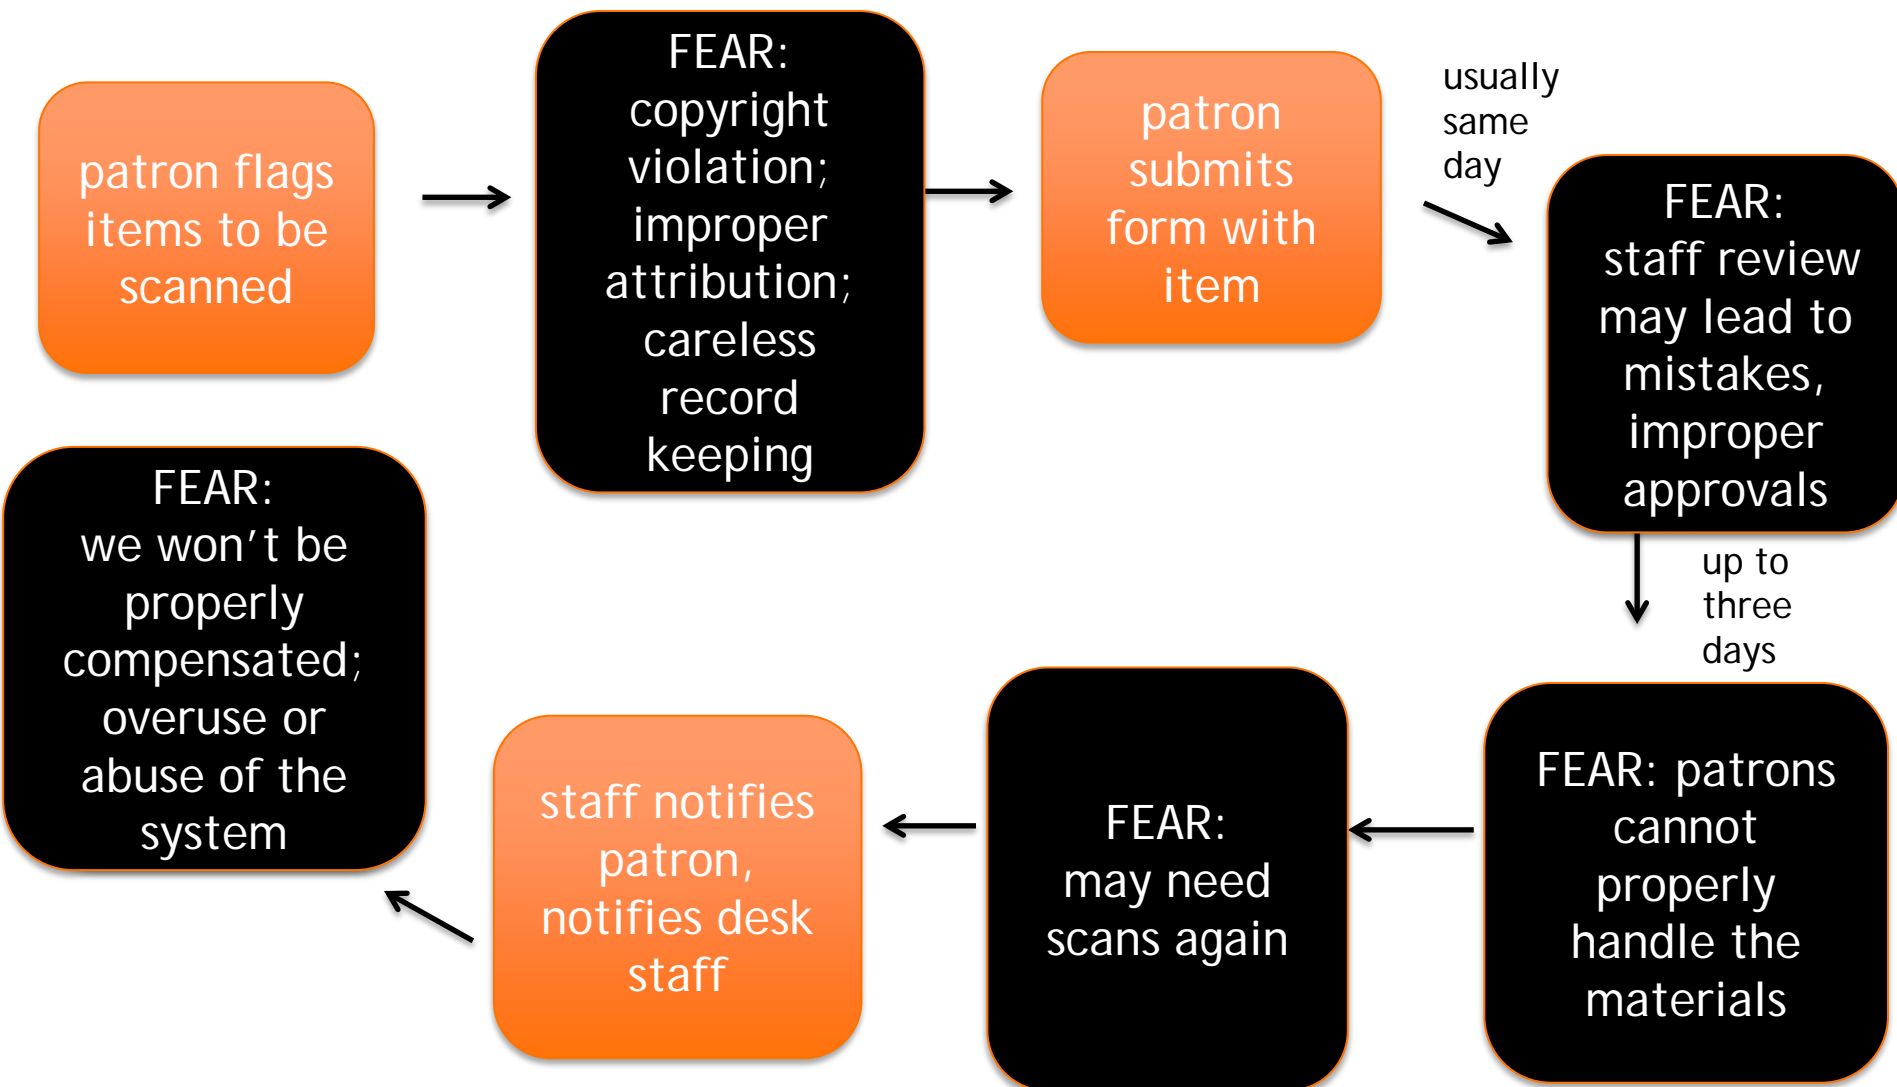 patron flags
items to be
scanned
FEAR:
copyright
violation;
improper
attribution;
careless
record
keeping
patron
submits
form with
item
usually
same
day
FEAR:
staff review
may lead to
mistakes,
improper
approvals
up to
three
days
FEAR: patrons
cannot
properly
handle the
materials
FEAR:
may need
scans again
staff notifies
patron,
notifies desk
staff
FEAR:
we won’t be
properly
compensated;
overuse or
abuse of the
system